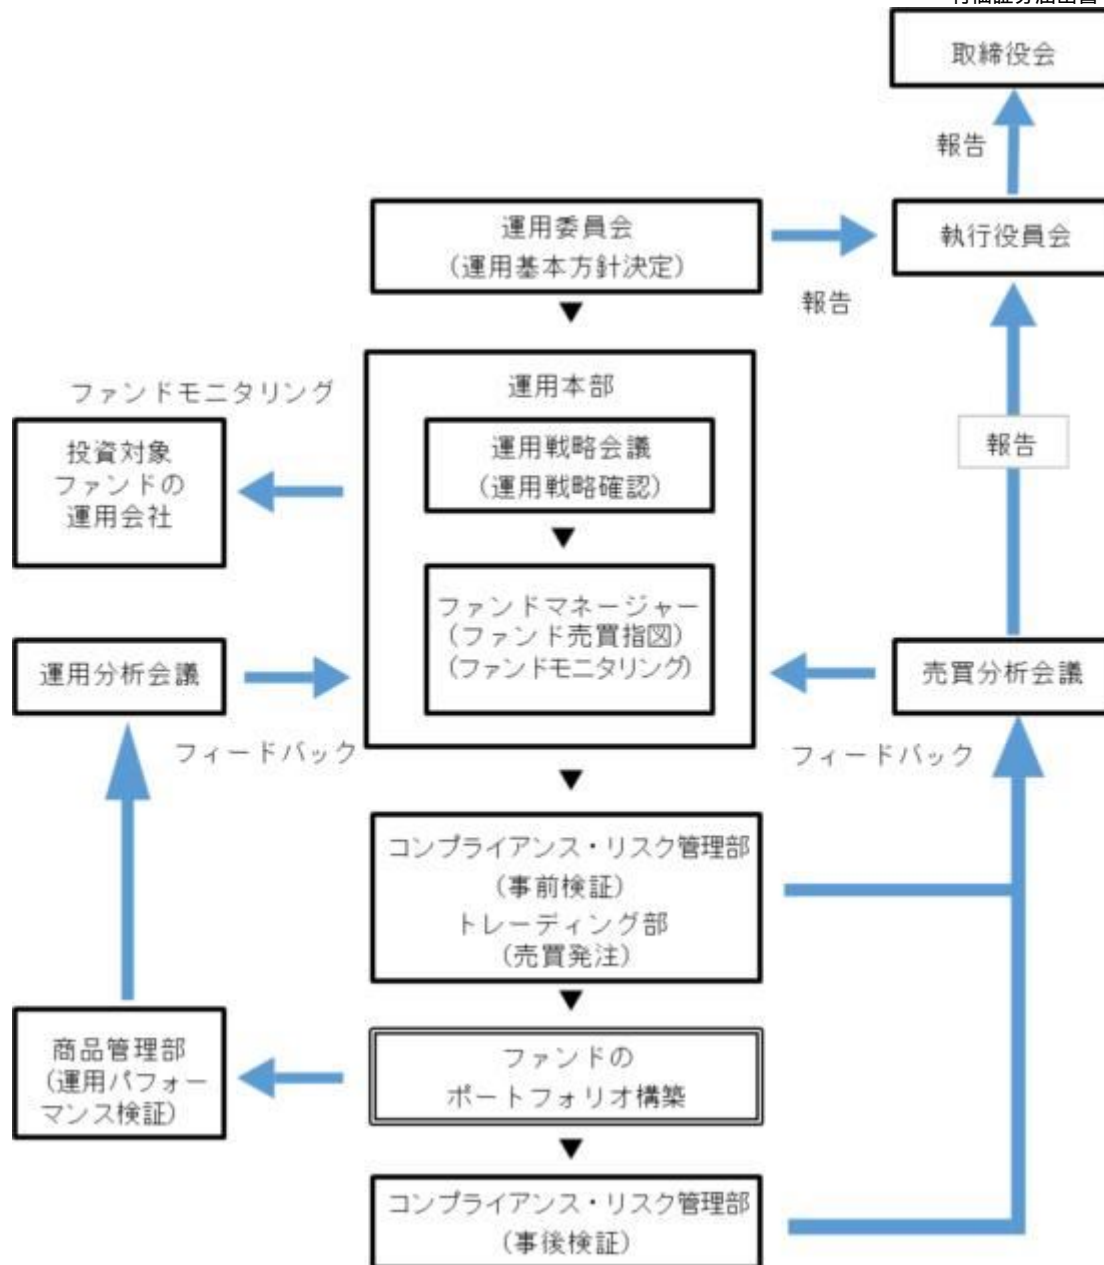 取締役会
報告
運用委員会
(運用基本方針決定)
執行役員会
報告
運用本部
ファンドモニタリング
投資対象
ファンドの
運用会社
運用戦略会議
(運用戦略確認)
報告
ファンドマネージャー
(ファンド売買指図)
(ファンドモニタリング)
運用分析会議
売買分析会議
フィードバック
フィードバック
コンプライアンス・リスク管理部
(事前検証)
トレーディング部
(売買発注)
商品管理部
(運用パフォー
マンス検証)
ファンドの
ポートフォリオ構築
コンプライアンス・リスク管理部
(事後検証)